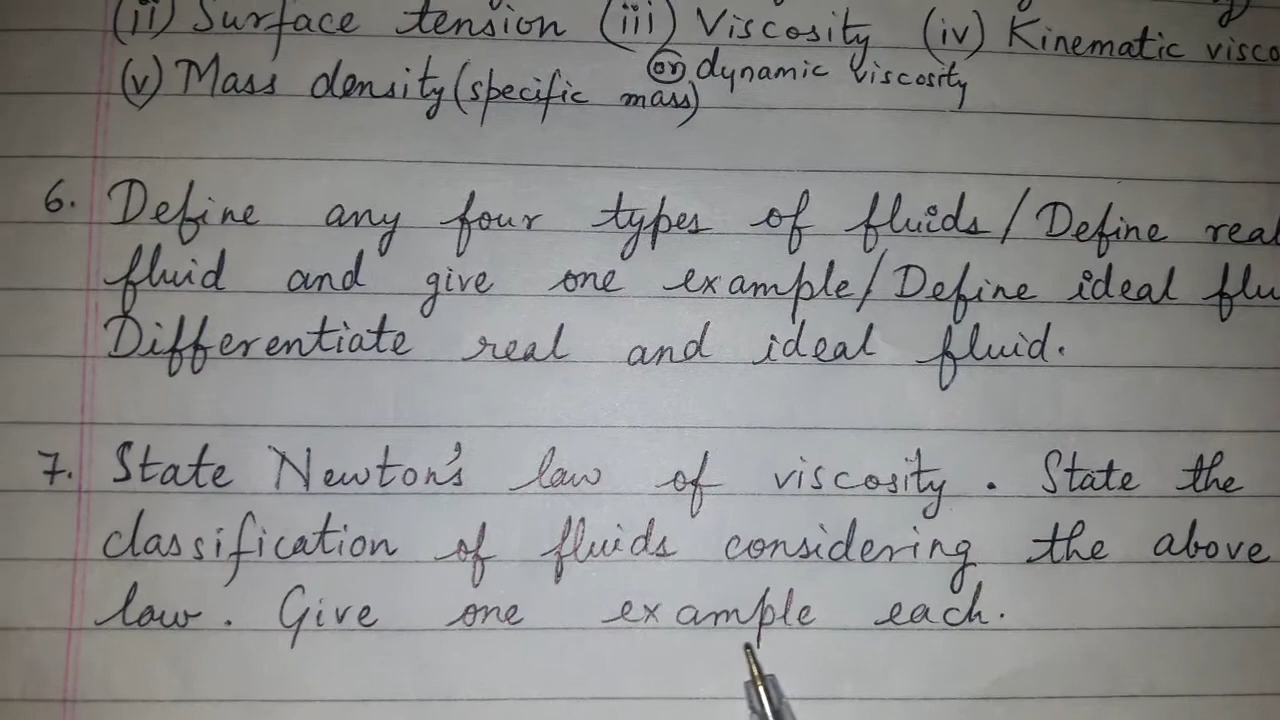 (ii) Surface tension (iii) Viscosity (iv) Kinematic visco
(or) dynamic viscosity
(v) Mass density (specific mass)
6. Define any four types of fluids/Define real
fluid and give one example/Define ideal flu
Differentiate real and ideal fluid.
7. State Newton's law of viscosity. State the
classification of fluids considering the above
law. Give one example each.